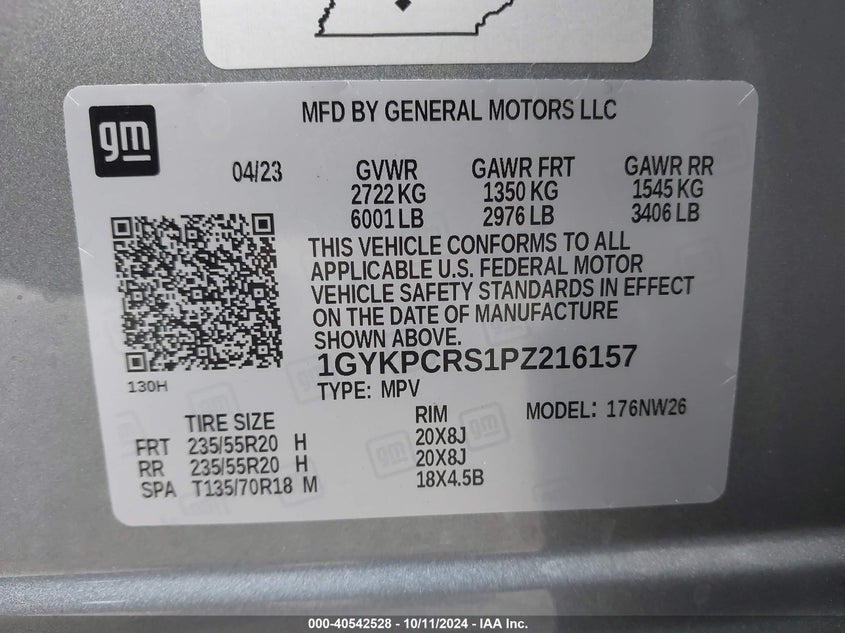 gm
MFD BY GENERAL MOTORS LLC
04/23 GVWR GAWR FRT GAWR RR
2722 KG 1350 KG 1545 KG
6001 LB 2976 LB 3406 LB
THIS VEHICLE CONFORMS TO ALL
APPLICABLE U.S. FEDERAL MOTOR
VEHICLE SAFETY STANDARDS IN EFFECT
ON THE DATE OF MANUFACTURE
SHOWN ABOVE.
1GYKPCRS1PZ216157
130H
TYPE: MPV
TIRE SIZE RIM MODEL: 176NW26
FRT 235/55R20 H 20X8J
RR 235/55R20 H 20X8J
SPA T135/70R18 M 18X4.5B
000-40542528 - 10/11/2024 - IAA Inc.